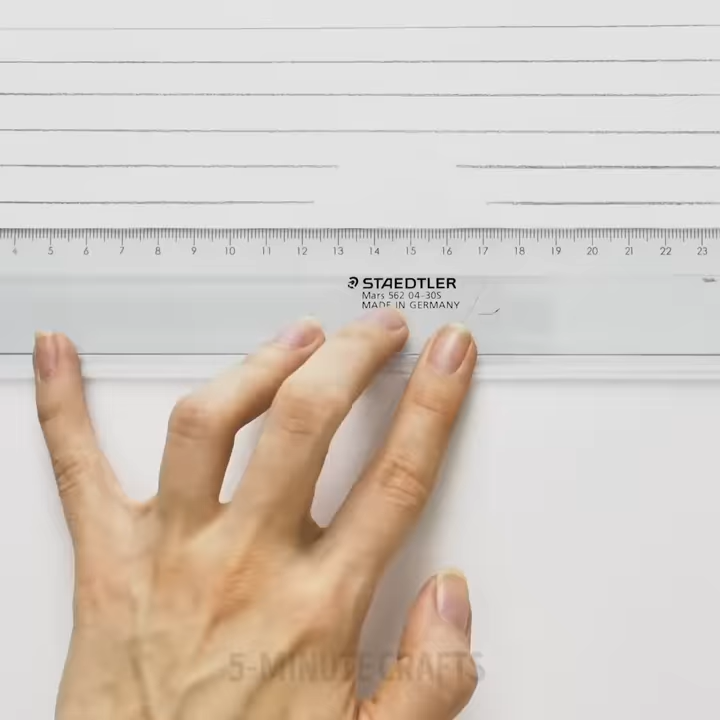 4 5 6 7 8 9 10 11 12 13 14 15 16 17 18 19 20 21 22 23
STAEDTLER
Mars 562 04-30S
MADE IN GERMANY
5-MINUTE CRAFTS